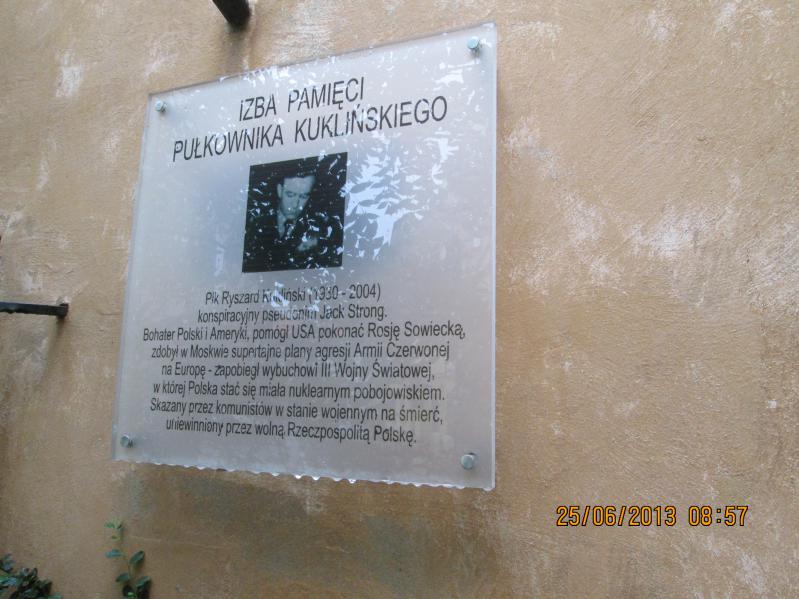 IZBA PAMIĘCI
PUŁKOWNIKA KUKLIŃSKIEGO
Płk Ryszard Kukliński (1930 - 2004)
konspiracyjny pseudonim Jack Strong.
Bohater Polski i Ameryki, pomógł USA pokonać Rosję Sowiecką,
zdobył w Moskwie supertajne plany agresji Armii Czerwonej
na Europę - zapobiegł wybuchowi III Wojny Światowej,
w której Polska stać się miała nuklearnym pobojowiskiem.
Skazany przez komunistów w stanie wojennym na śmierć,
uniewinniony przez wolną Rzeczpospolitą Polskę.
25/06/2013 08:57